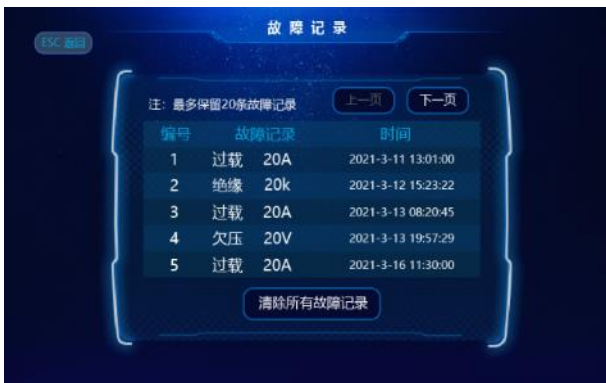 故障记录
ESC 返回
注：最多保留20条故障记录 上一页 下一页
编号 故障记录 时间
1 过载 20A 2021-3-11 13:01:00
2 绝缘 20k 2021-3-12 15:23:22
3 过载 20A 2021-3-13 08:20:45
4 欠压 20V 2021-3-13 19:57:29
5 过载 20A 2021-3-16 11:30:00
清除所有故障记录